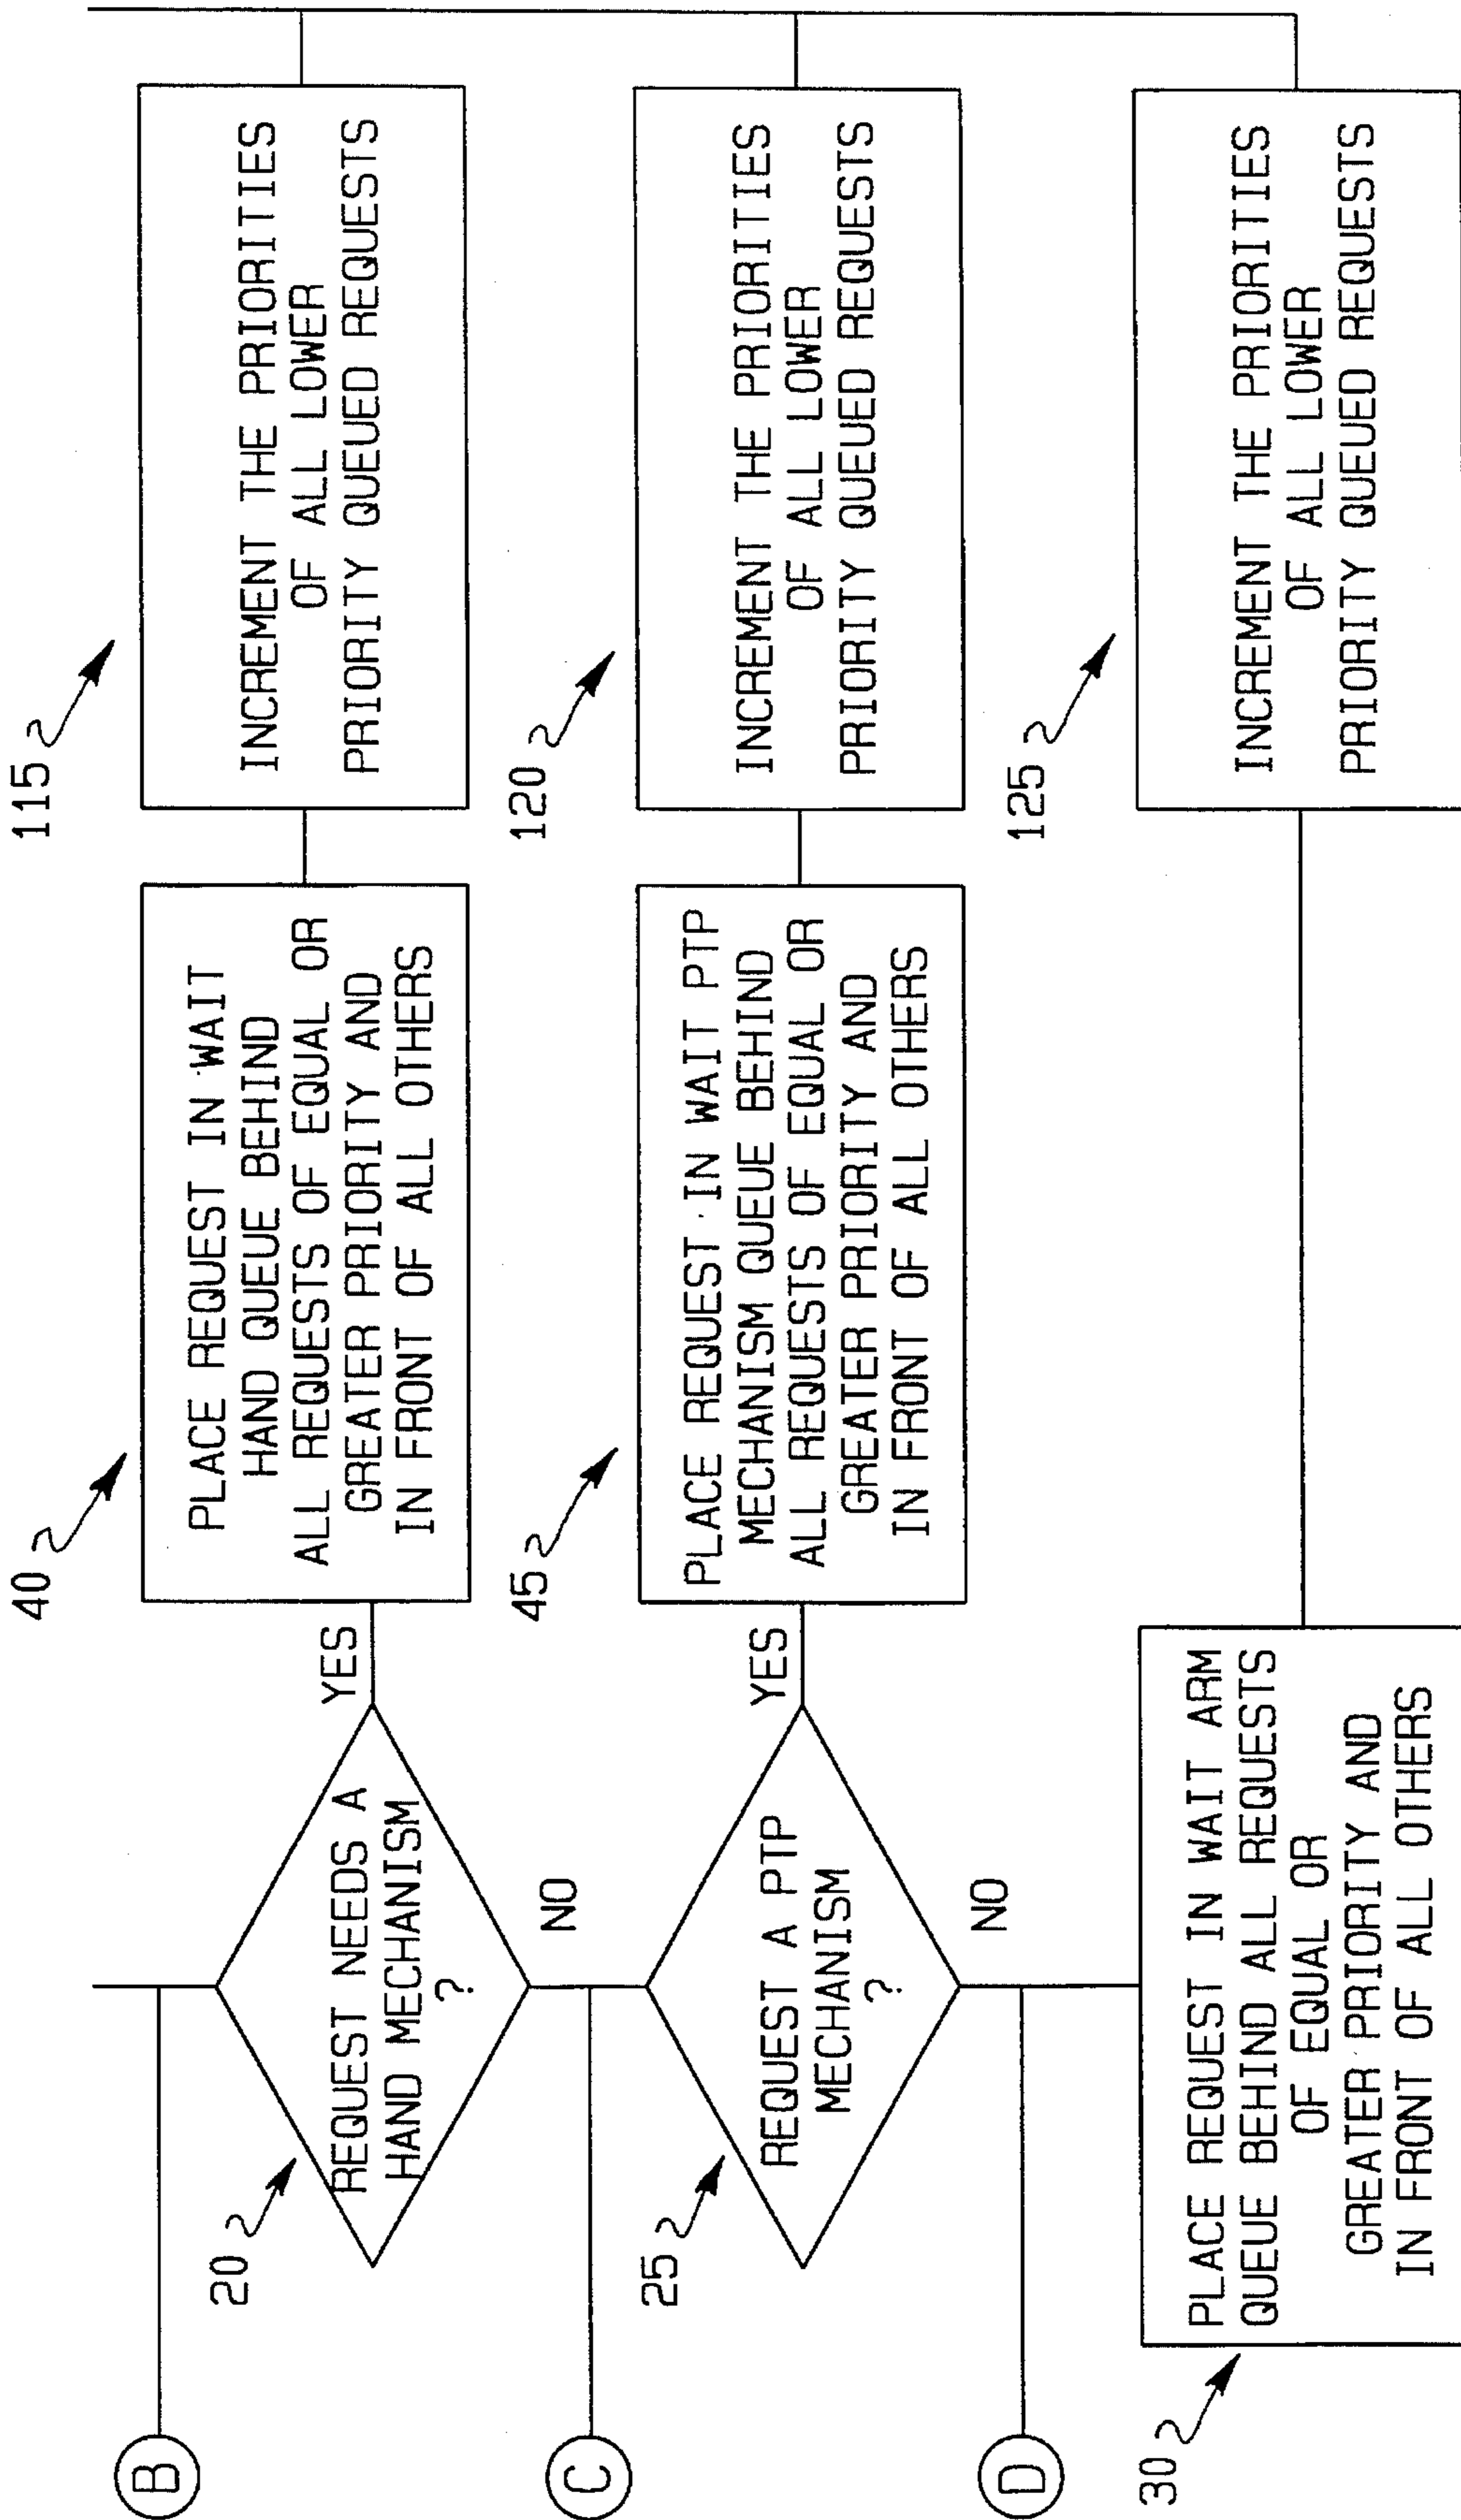 B
20
REQUEST NEEDS A
HAND MECHANISM
?
YES
NO
40
PLACE REQUEST IN WAIT
HAND QUEUE BEHIND
ALL REQUESTS OF EQUAL OR
GREATER PRIORITY AND
IN FRONT OF ALL OTHERS
115
INCREMENT THE PRIORITIES
OF ALL LOWER
PRIORITY QUEUED REQUESTS
C
25
REQUEST A PTP
MECHANISM
?
YES
NO
45
PLACE REQUEST IN WAIT PTP
MECHANISM QUEUE BEHIND
ALL REQUESTS OF EQUAL OR
GREATER PRIORITY AND
IN FRONT OF ALL OTHERS
120
INCREMENT THE PRIORITIES
OF ALL LOWER
PRIORITY QUEUED REQUESTS
D
30
PLACE REQUEST IN WAIT ARM
QUEUE BEHIND ALL REQUESTS
OF EQUAL OR
GREATER PRIORITY AND
IN FRONT OF ALL OTHERS
125
INCREMENT THE PRIORITIES
OF ALL LOWER
PRIORITY QUEUED REQUESTS